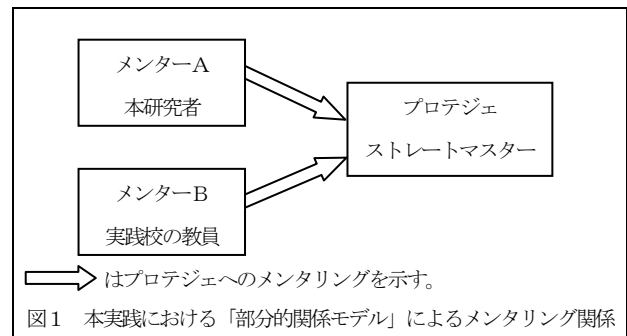 メンターA
本研究者
プロテジェ
ストレートマスター
メンターB
実践校の教員
はプロテジェへのメンタリングを示す。
図1 本実践における「部分的関係モデル」によるメンタリング関係